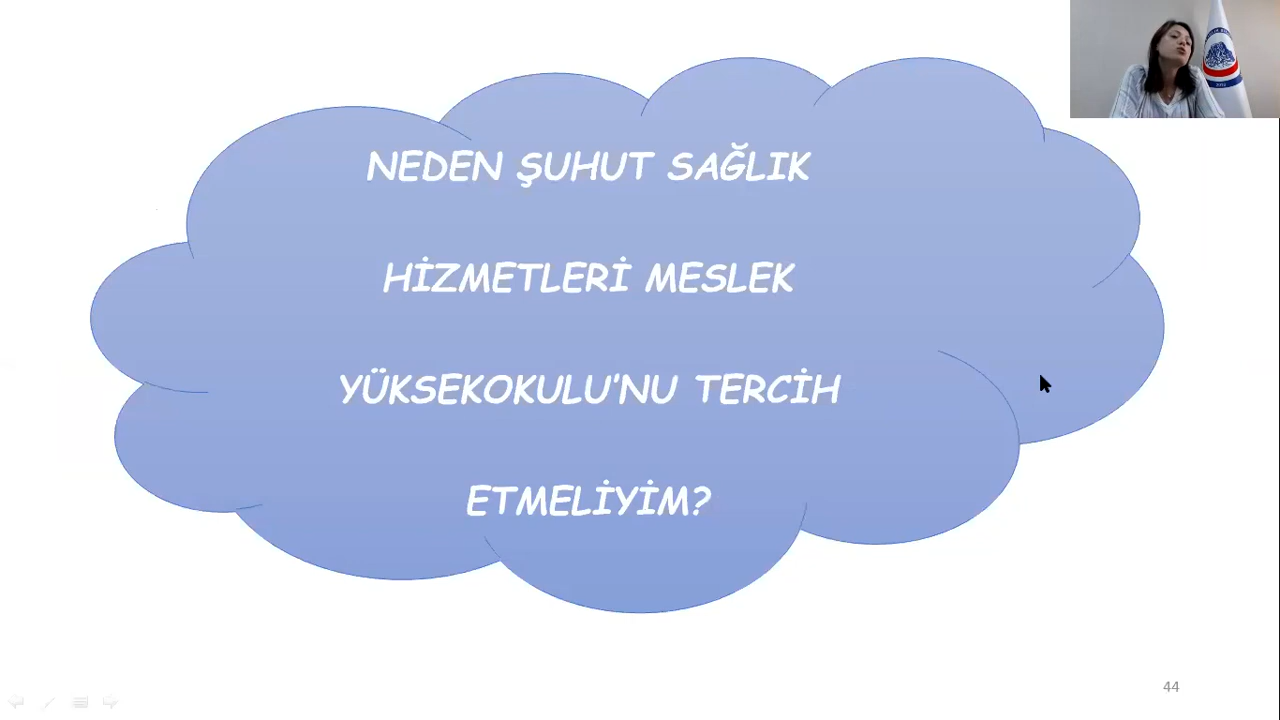 NEDEN ŞUHUT SAĞLIK
HİZMETLERİ MESLEK
YÜKSEKOKULU'NU TERCİH
ETMELİYİM?
44